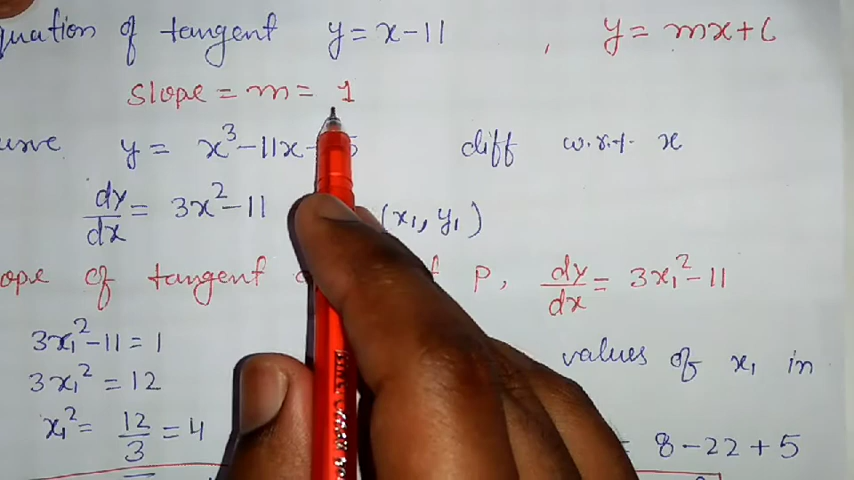 quation of tangent y = x - 11 , y = mx + c
Slope = m = 1
urve y = x³ - 11x 5 diff w.r.t. x
dy/dx = 3x² - 11 (x₁, y₁)
ope of tangent P, dy/dx = 3x₁² - 11
3x₁² - 11 = 1
3x₁² = 12 values of x₁ in
x₁² = 12/3 = 4 = 8 - 22 + 5